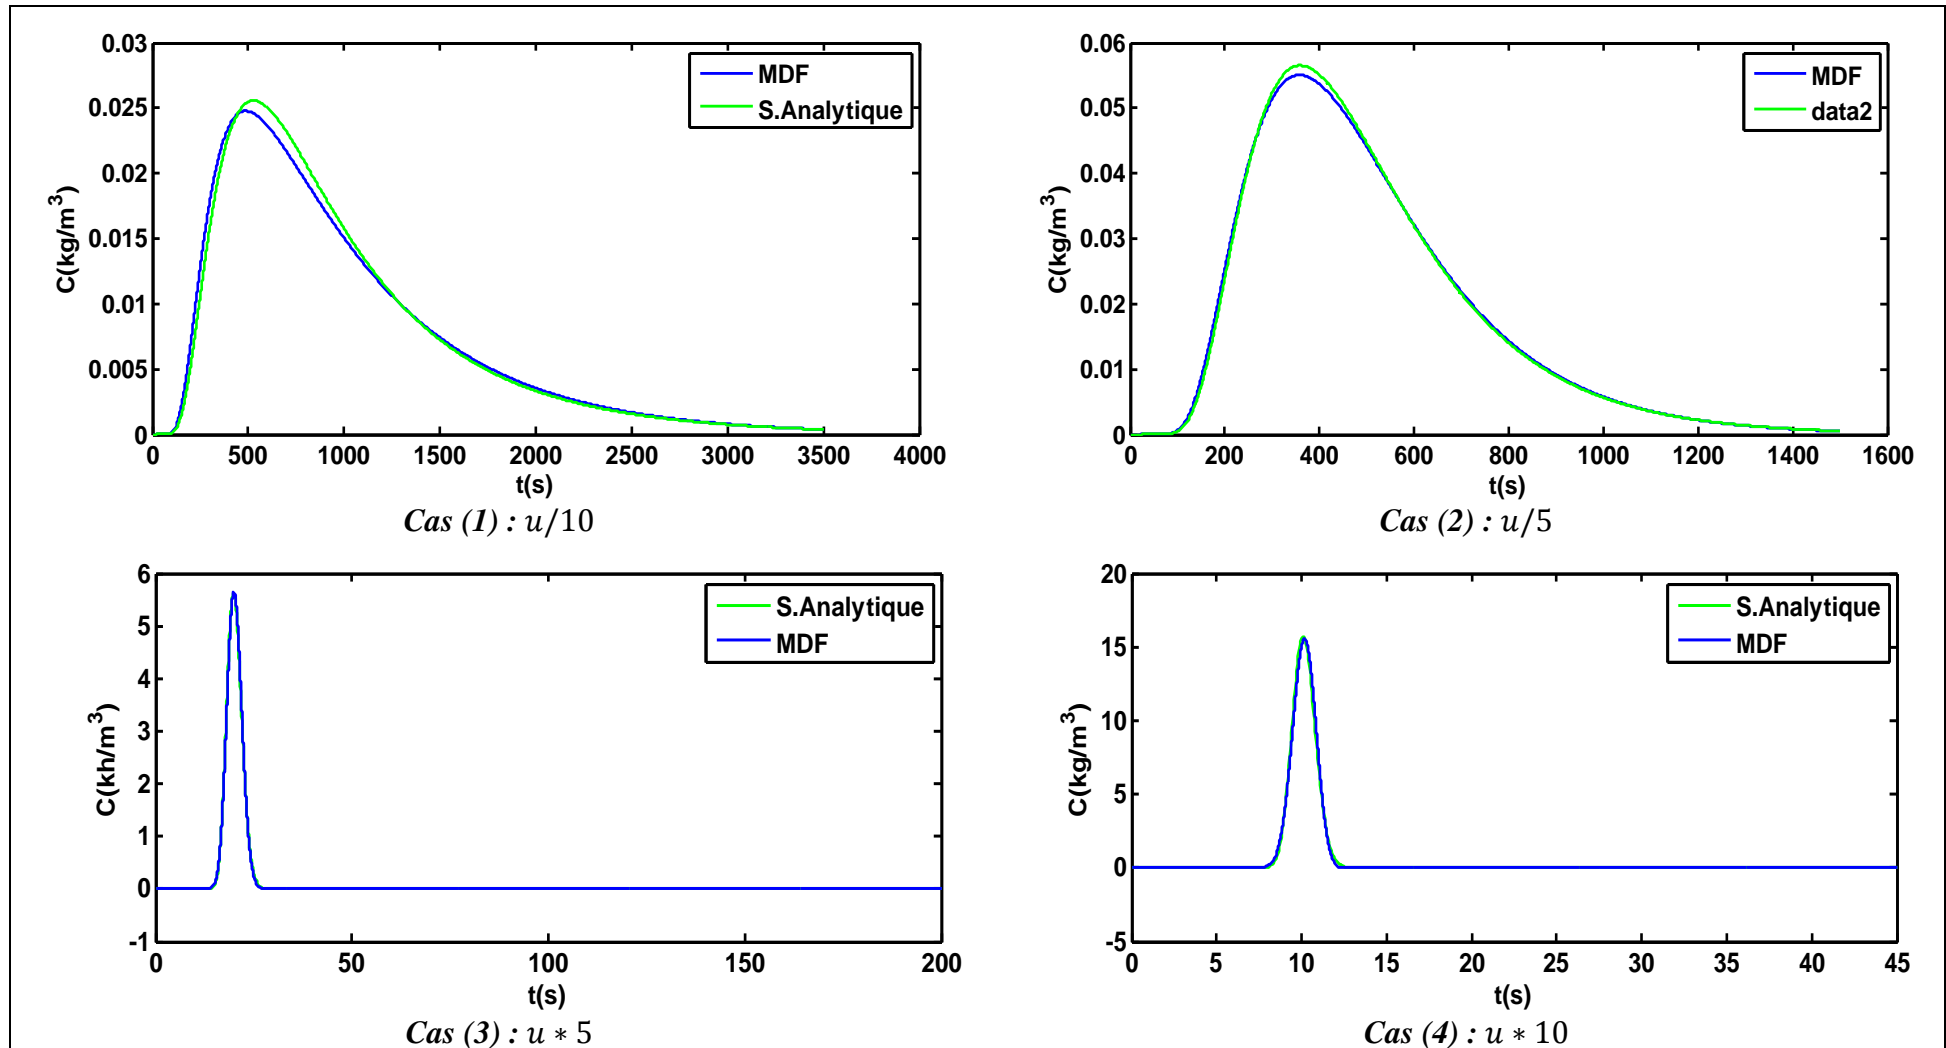 0.03
0.025
0.02
0.015
0.01
0.005
0
C(kg/m³)
MDF
S.Analytique
0 500 1000 1500 2000 2500 3000 3500 4000
t(s)
Cas (1) : u/10
0.06
0.05
0.04
0.03
0.02
0.01
0
C(kg/m³)
MDF
data2
0 200 400 600 800 1000 1200 1400 1600
t(s)
Cas (2) : u/5
6
5
4
3
2
1
0
-1
C(kh/m³)
S.Analytique
MDF
0 50 100 150 200
t(s)
Cas (3) : u * 5
20
15
10
5
0
-5
C(kg/m³)
S.Analytique
MDF
0 5 10 15 20 25 30 35 40 45
t(s)
Cas (4) : u * 10